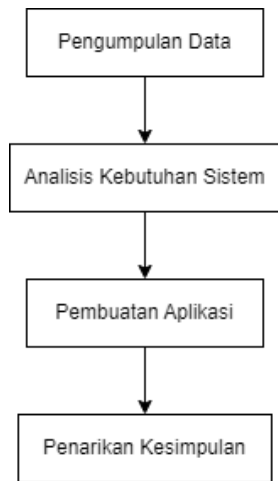 Pengumpulan Data
Analisis Kebutuhan Sistem
Pembuatan Aplikasi
Penarikan Kesimpulan